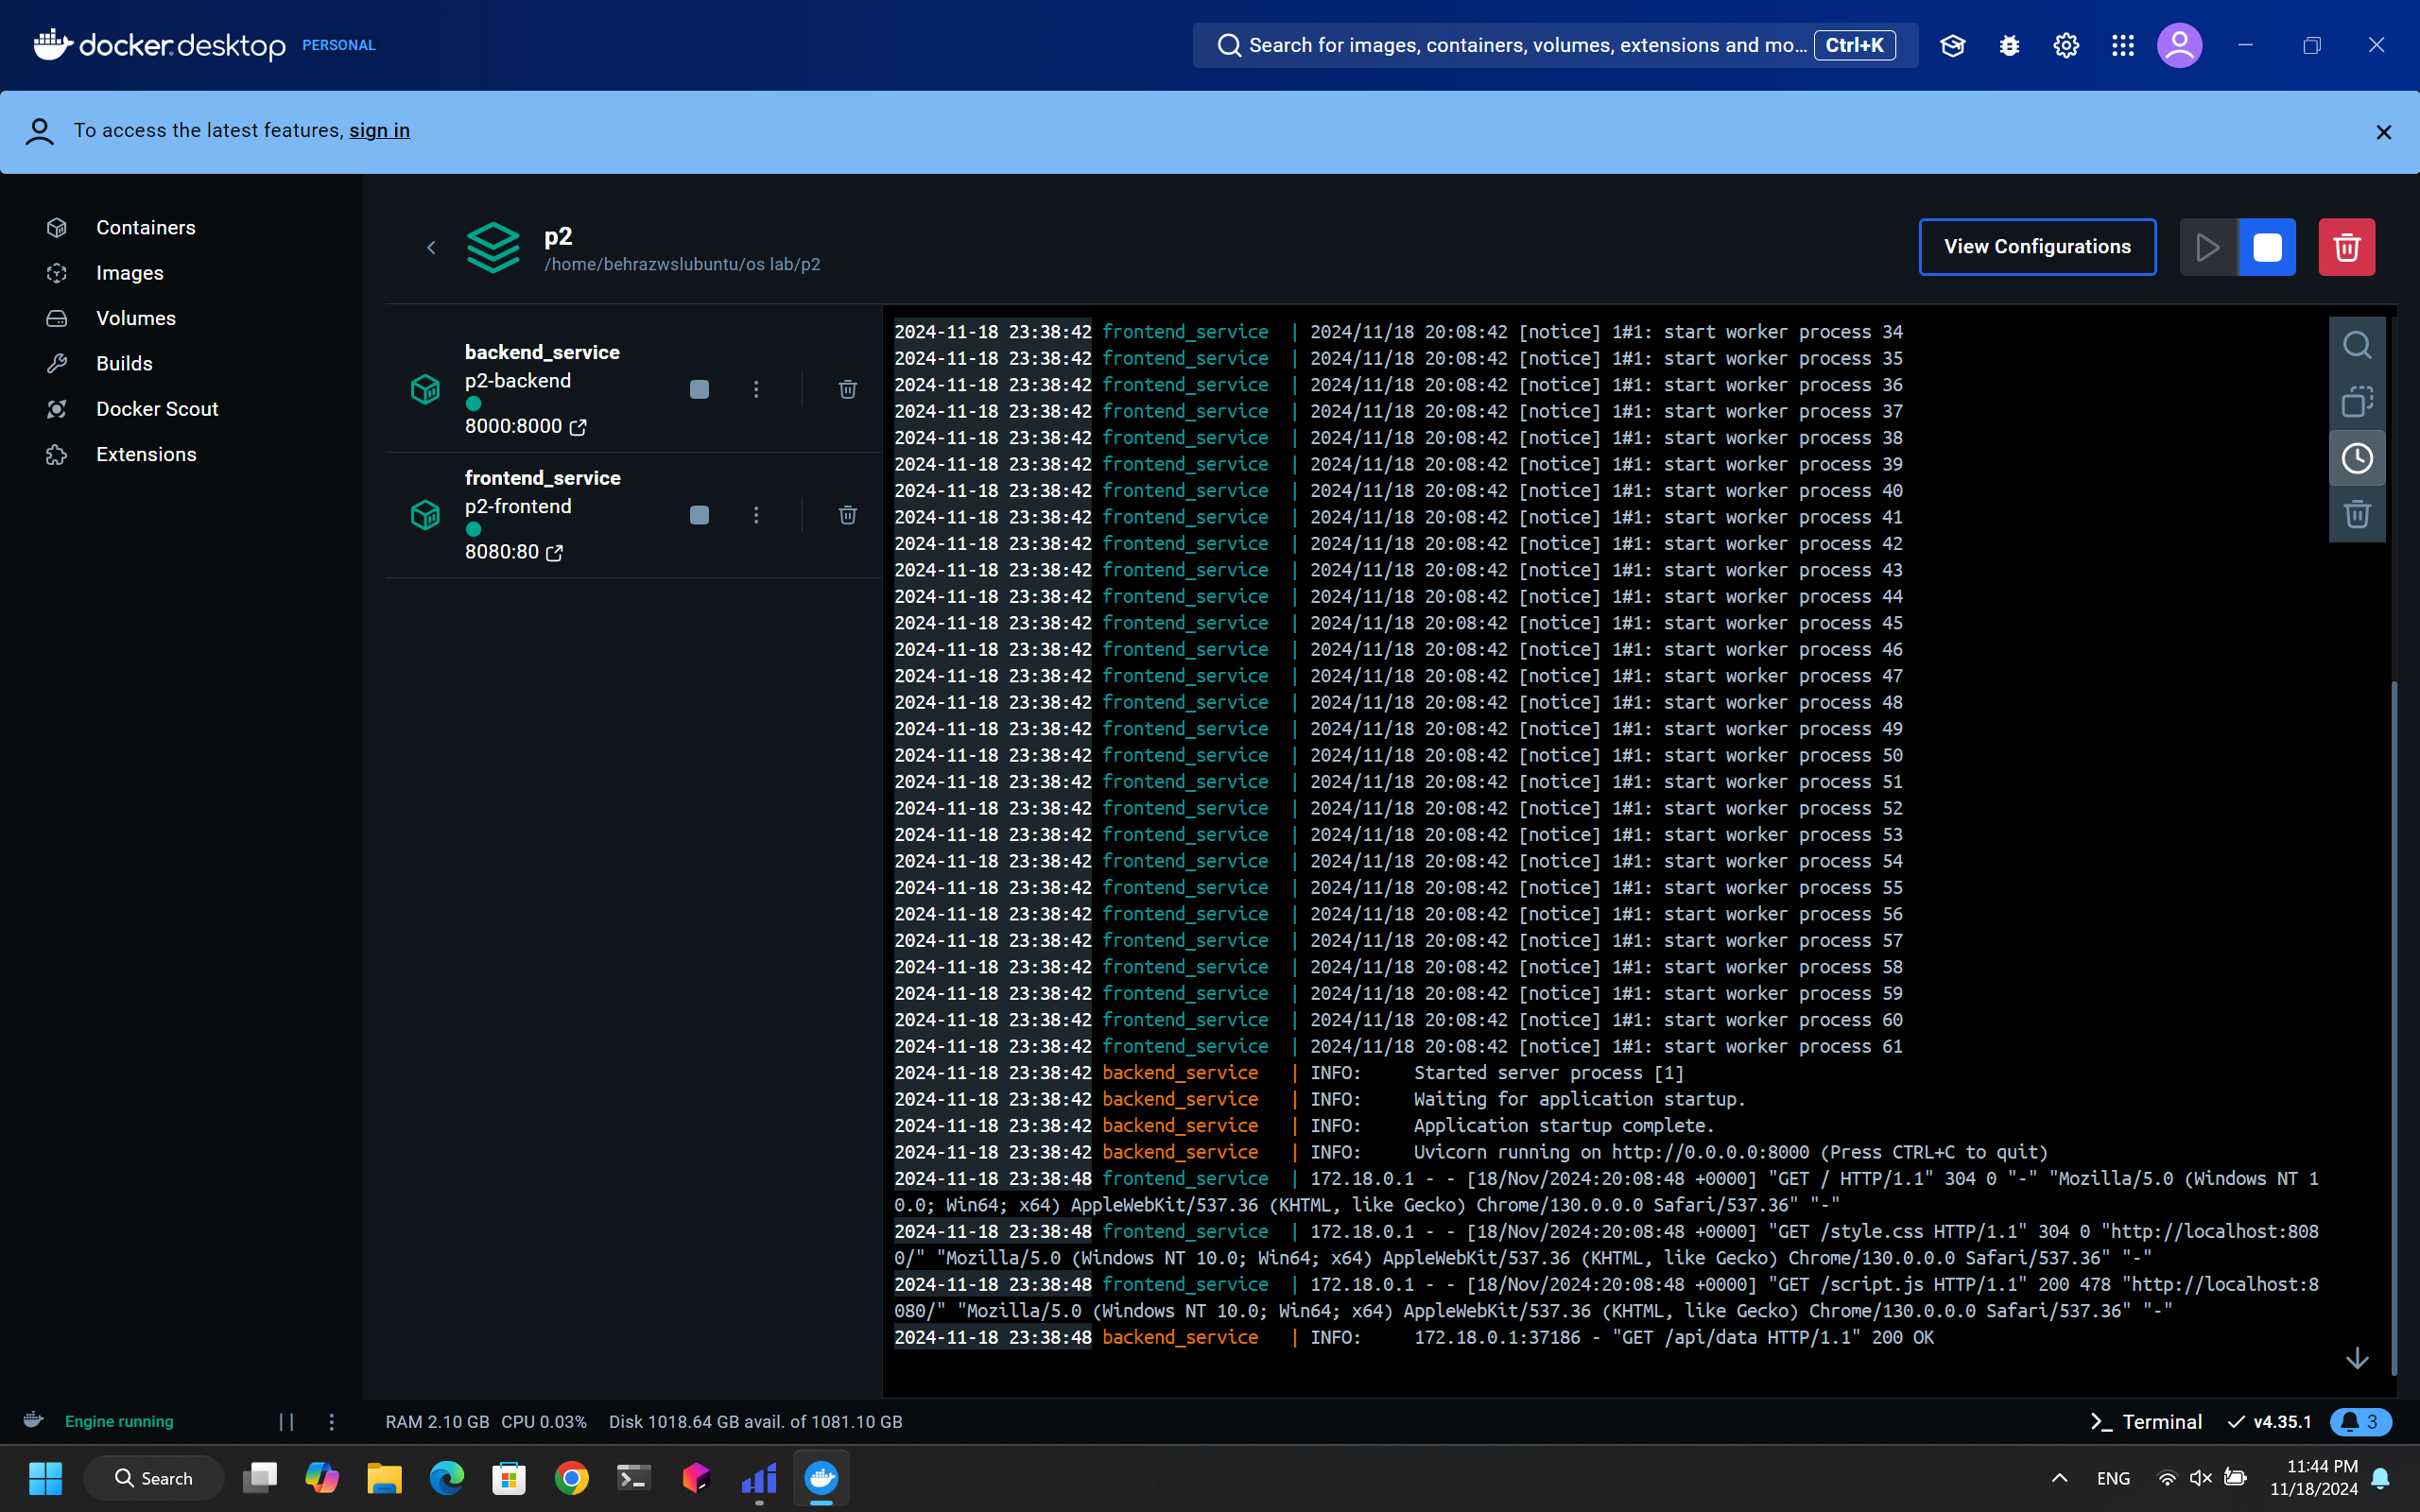 docker.desktop PERSONAL
Search for images, containers, volumes, extensions and mo... Ctrl+K
To access the latest features, sign in
Containers
Images
Volumes
Builds
Docker Scout
Extensions
p2
/home/behrazwslubuntu/os lab/p2
View Configurations
backend_service
p2-backend
8000:8000
frontend_service
p2-frontend
8080:80
2024-11-18 23:38:42 frontend_service | 2024/11/18 20:08:42 [notice] 1#1: start worker process 34
2024-11-18 23:38:42 frontend_service | 2024/11/18 20:08:42 [notice] 1#1: start worker process 35
2024-11-18 23:38:42 frontend_service | 2024/11/18 20:08:42 [notice] 1#1: start worker process 36
2024-11-18 23:38:42 frontend_service | 2024/11/18 20:08:42 [notice] 1#1: start worker process 37
2024-11-18 23:38:42 frontend_service | 2024/11/18 20:08:42 [notice] 1#1: start worker process 38
2024-11-18 23:38:42 frontend_service | 2024/11/18 20:08:42 [notice] 1#1: start worker process 39
2024-11-18 23:38:42 frontend_service | 2024/11/18 20:08:42 [notice] 1#1: start worker process 40
2024-11-18 23:38:42 frontend_service | 2024/11/18 20:08:42 [notice] 1#1: start worker process 41
2024-11-18 23:38:42 frontend_service | 2024/11/18 20:08:42 [notice] 1#1: start worker process 42
2024-11-18 23:38:42 frontend_service | 2024/11/18 20:08:42 [notice] 1#1: start worker process 43
2024-11-18 23:38:42 frontend_service | 2024/11/18 20:08:42 [notice] 1#1: start worker process 44
2024-11-18 23:38:42 frontend_service | 2024/11/18 20:08:42 [notice] 1#1: start worker process 45
2024-11-18 23:38:42 frontend_service | 2024/11/18 20:08:42 [notice] 1#1: start worker process 46
2024-11-18 23:38:42 frontend_service | 2024/11/18 20:08:42 [notice] 1#1: start worker process 47
2024-11-18 23:38:42 frontend_service | 2024/11/18 20:08:42 [notice] 1#1: start worker process 48
2024-11-18 23:38:42 frontend_service | 2024/11/18 20:08:42 [notice] 1#1: start worker process 49
2024-11-18 23:38:42 frontend_service | 2024/11/18 20:08:42 [notice] 1#1: start worker process 50
2024-11-18 23:38:42 frontend_service | 2024/11/18 20:08:42 [notice] 1#1: start worker process 51
2024-11-18 23:38:42 frontend_service | 2024/11/18 20:08:42 [notice] 1#1: start worker process 52
2024-11-18 23:38:42 frontend_service | 2024/11/18 20:08:42 [notice] 1#1: start worker process 53
2024-11-18 23:38:42 frontend_service | 2024/11/18 20:08:42 [notice] 1#1: start worker process 54
2024-11-18 23:38:42 frontend_service | 2024/11/18 20:08:42 [notice] 1#1: start worker process 55
2024-11-18 23:38:42 frontend_service | 2024/11/18 20:08:42 [notice] 1#1: start worker process 56
2024-11-18 23:38:42 frontend_service | 2024/11/18 20:08:42 [notice] 1#1: start worker process 57
2024-11-18 23:38:42 frontend_service | 2024/11/18 20:08:42 [notice] 1#1: start worker process 58
2024-11-18 23:38:42 frontend_service | 2024/11/18 20:08:42 [notice] 1#1: start worker process 59
2024-11-18 23:38:42 frontend_service | 2024/11/18 20:08:42 [notice] 1#1: start worker process 60
2024-11-18 23:38:42 frontend_service | 2024/11/18 20:08:42 [notice] 1#1: start worker process 61
2024-11-18 23:38:42 backend_service | INFO: Started server process [1]
2024-11-18 23:38:42 backend_service | INFO: Waiting for application startup.
2024-11-18 23:38:42 backend_service | INFO: Application startup complete.
2024-11-18 23:38:42 backend_service | INFO: Uvicorn running on http://0.0.0.0:8000 (Press CTRL+C to quit)
2024-11-18 23:38:48 frontend_service | 172.18.0.1 - - [18/Nov/2024:20:08:48 +0000] "GET / HTTP/1.1" 304 0 "-" "Mozilla/5.0 (Windows NT 1
0.0; Win64; x64) AppleWebKit/537.36 (KHTML, like Gecko) Chrome/130.0.0.0 Safari/537.36" "-"
2024-11-18 23:38:48 frontend_service | 172.18.0.1 - - [18/Nov/2024:20:08:48 +0000] "GET /style.css HTTP/1.1" 304 0 "http://localhost:808
0/" "Mozilla/5.0 (Windows NT 10.0; Win64; x64) AppleWebKit/537.36 (KHTML, like Gecko) Chrome/130.0.0.0 Safari/537.36" "-"
2024-11-18 23:38:48 frontend_service | 172.18.0.1 - - [18/Nov/2024:20:08:48 +0000] "GET /script.js HTTP/1.1" 200 478 "http://localhost:8
080/" "Mozilla/5.0 (Windows NT 10.0; Win64; x64) AppleWebKit/537.36 (KHTML, like Gecko) Chrome/130.0.0.0 Safari/537.36" "-"
2024-11-18 23:38:48 backend_service | INFO: 172.18.0.1:37186 - "GET /api/data HTTP/1.1" 200 OK
Engine running
RAM 2.10 GB CPU 0.03% Disk 1018.64 GB avail. of 1081.10 GB
Terminal v4.35.1 3
Search
ENG
11:44 PM
11/18/2024